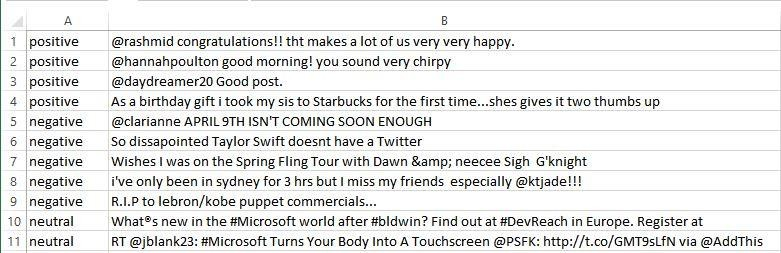 A B
1 positive @rashmid congratulations!! tht makes a lot of us very very happy.
2 positive @hannahpoulton good morning! you sound very chirpy
3 positive @daydreamer20 Good post.
4 positive As a birthday gift i took my sis to Starbucks for the first time...shes gives it two thumbs up
5 negative @clarianne APRIL 9TH ISN'T COMING SOON ENOUGH
6 negative So dissapointed Taylor Swift doesnt have a Twitter
7 negative Wishes I was on the Spring Fling Tour with Dawn &amp; neecee Sigh  G'knight
8 negative i've only been in sydney for 3 hrs but I miss my friends  especially @ktjade!!!
9 negative R.I.P to lebron/kobe puppet commercials...
10 neutral What®s new in the #Microsoft world after #bldwin? Find out at #DevReach in Europe. Register at
11 neutral RT @jblank23: #Microsoft Turns Your Body Into A Touchscreen @PSFK: http://t.co/GMT9sLfN via @AddThis